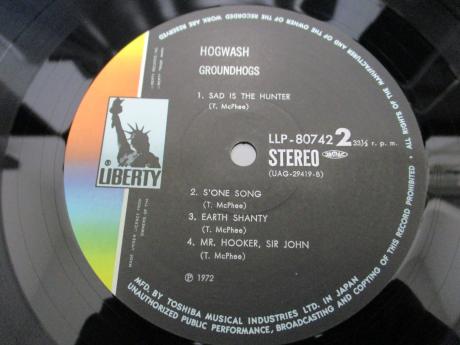 ALL RIGHTS OF THE MANUFACTURER AND OF THE OWNER OF THE RECORDED WORK ARE RESERVED
HOGWASH
GROUNDHOGS
1. SAD IS THE HUNTER
(T. McPhee)
LLP-80742 2 33⅓ r. p. m.
STEREO
(UAG-29419-B)
® LIBERTY
2. S'ONE SONG
(T. McPhee)
3. EARTH SHANTY
(T. McPhee)
4. MR. HOOKER, SIR JOHN
(T. McPhee)
Ⓟ 1972
MFD. BY TOSHIBA MUSICAL INDUSTRIES LTD. IN JAPAN
UNAUTHORIZED PUBLIC PERFORMANCE, BROADCASTING AND COPYING OF THIS RECORD PROHIBITED